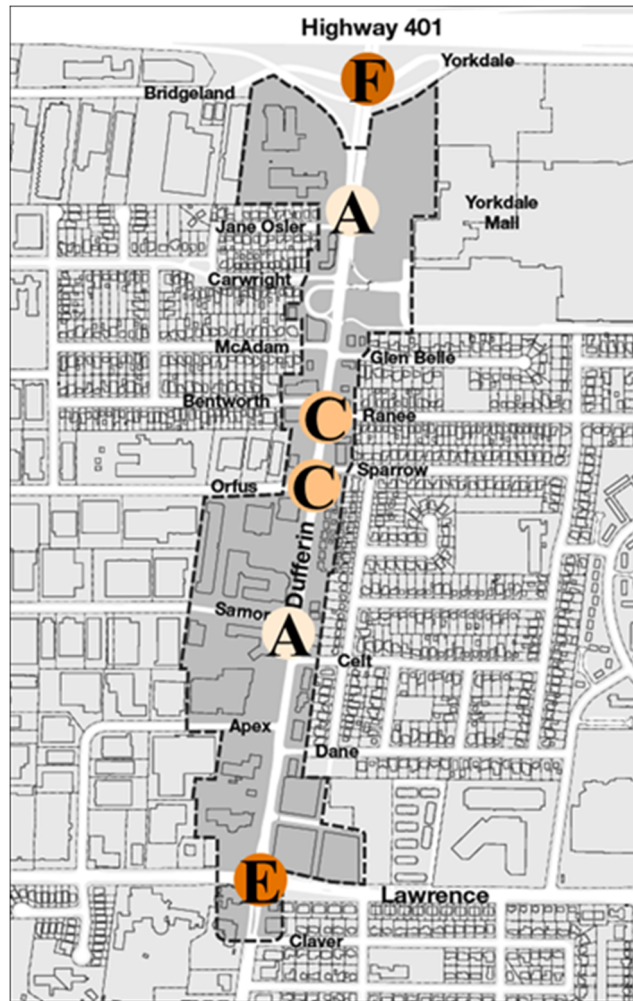 Highway 401
F
Yorkdale
Bridgeland
A
Yorkdale
Mall
Jane Osler
Carwright
McAdam
Glen Belle
Bentworth
C
Ranee
Sparrow
C
Orfus
Dufferin
Samor
A
Celt
Apex
Dane
E
Lawrence
Claver